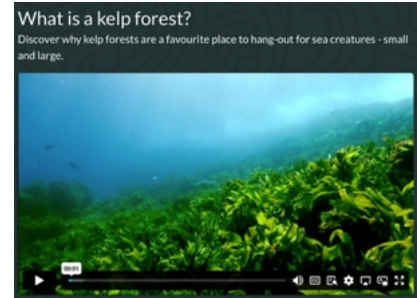 What is a kelp forest?
Discover why kelp forests are a favourite place to hang-out for sea creatures - small
and large.
00:01